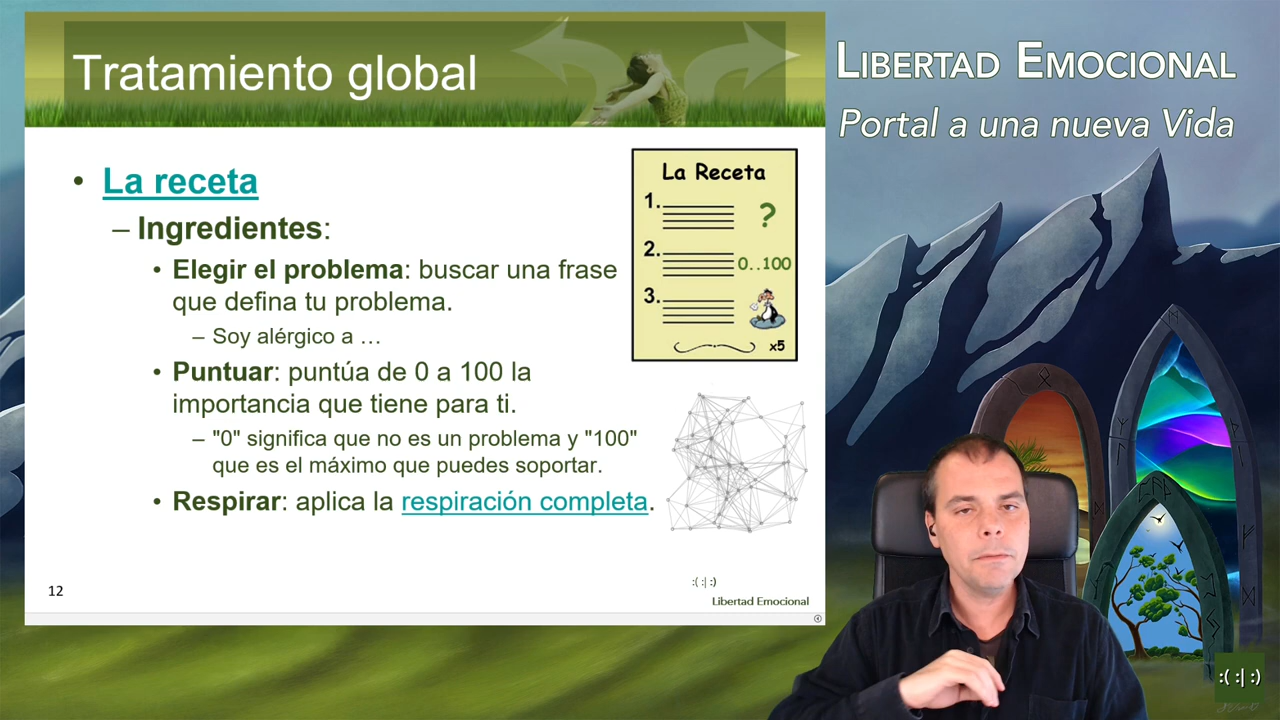 Tratamiento global
LIBERTAD EMOCIONAL
Portal a una nueva Vida
• La receta
– Ingredientes:
• Elegir el problema: buscar una frase
que defina tu problema.
– Soy alérgico a …
• Puntuar: puntúa de 0 a 100 la
importancia que tiene para ti.
– "0" significa que no es un problema y "100"
que es el máximo que puedes soportar.
• Respirar: aplica la respiración completa.
La Receta
1.
?
2.
0..100
3.
x5
12
:( :| :)
Libertad Emocional
:( :| :)